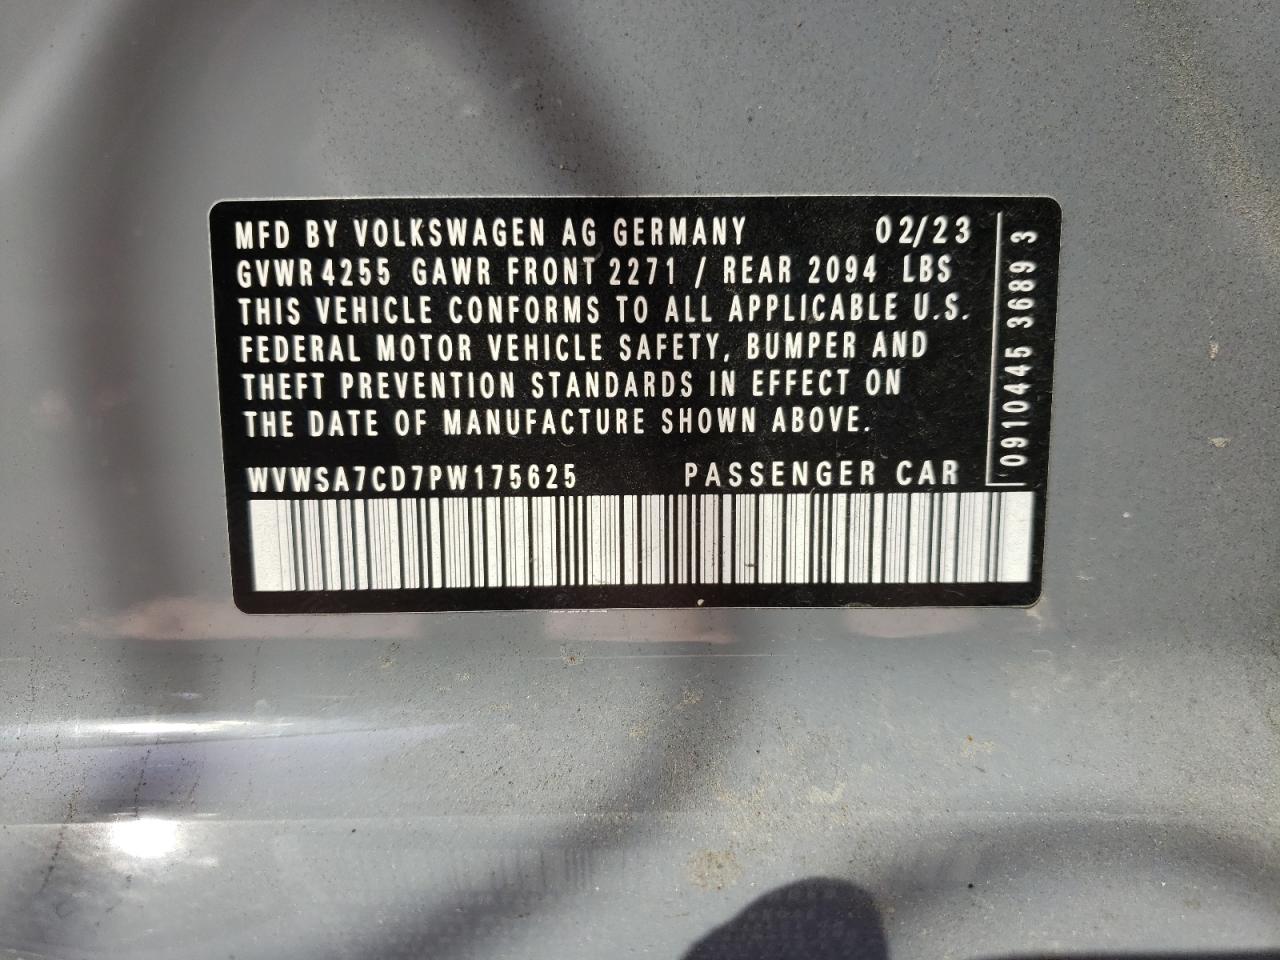 MFD BY VOLKSWAGEN AG GERMANY 02/23
GVWR 4255 GAWR FRONT 2271 / REAR 2094 LBS
THIS VEHICLE CONFORMS TO ALL APPLICABLE U.S.
FEDERAL MOTOR VEHICLE SAFETY, BUMPER AND
THEFT PREVENTION STANDARDS IN EFFECT ON
THE DATE OF MANUFACTURE SHOWN ABOVE.
WVWSA7CD7PW175625 PASSENGER CAR
0910445 3689 3